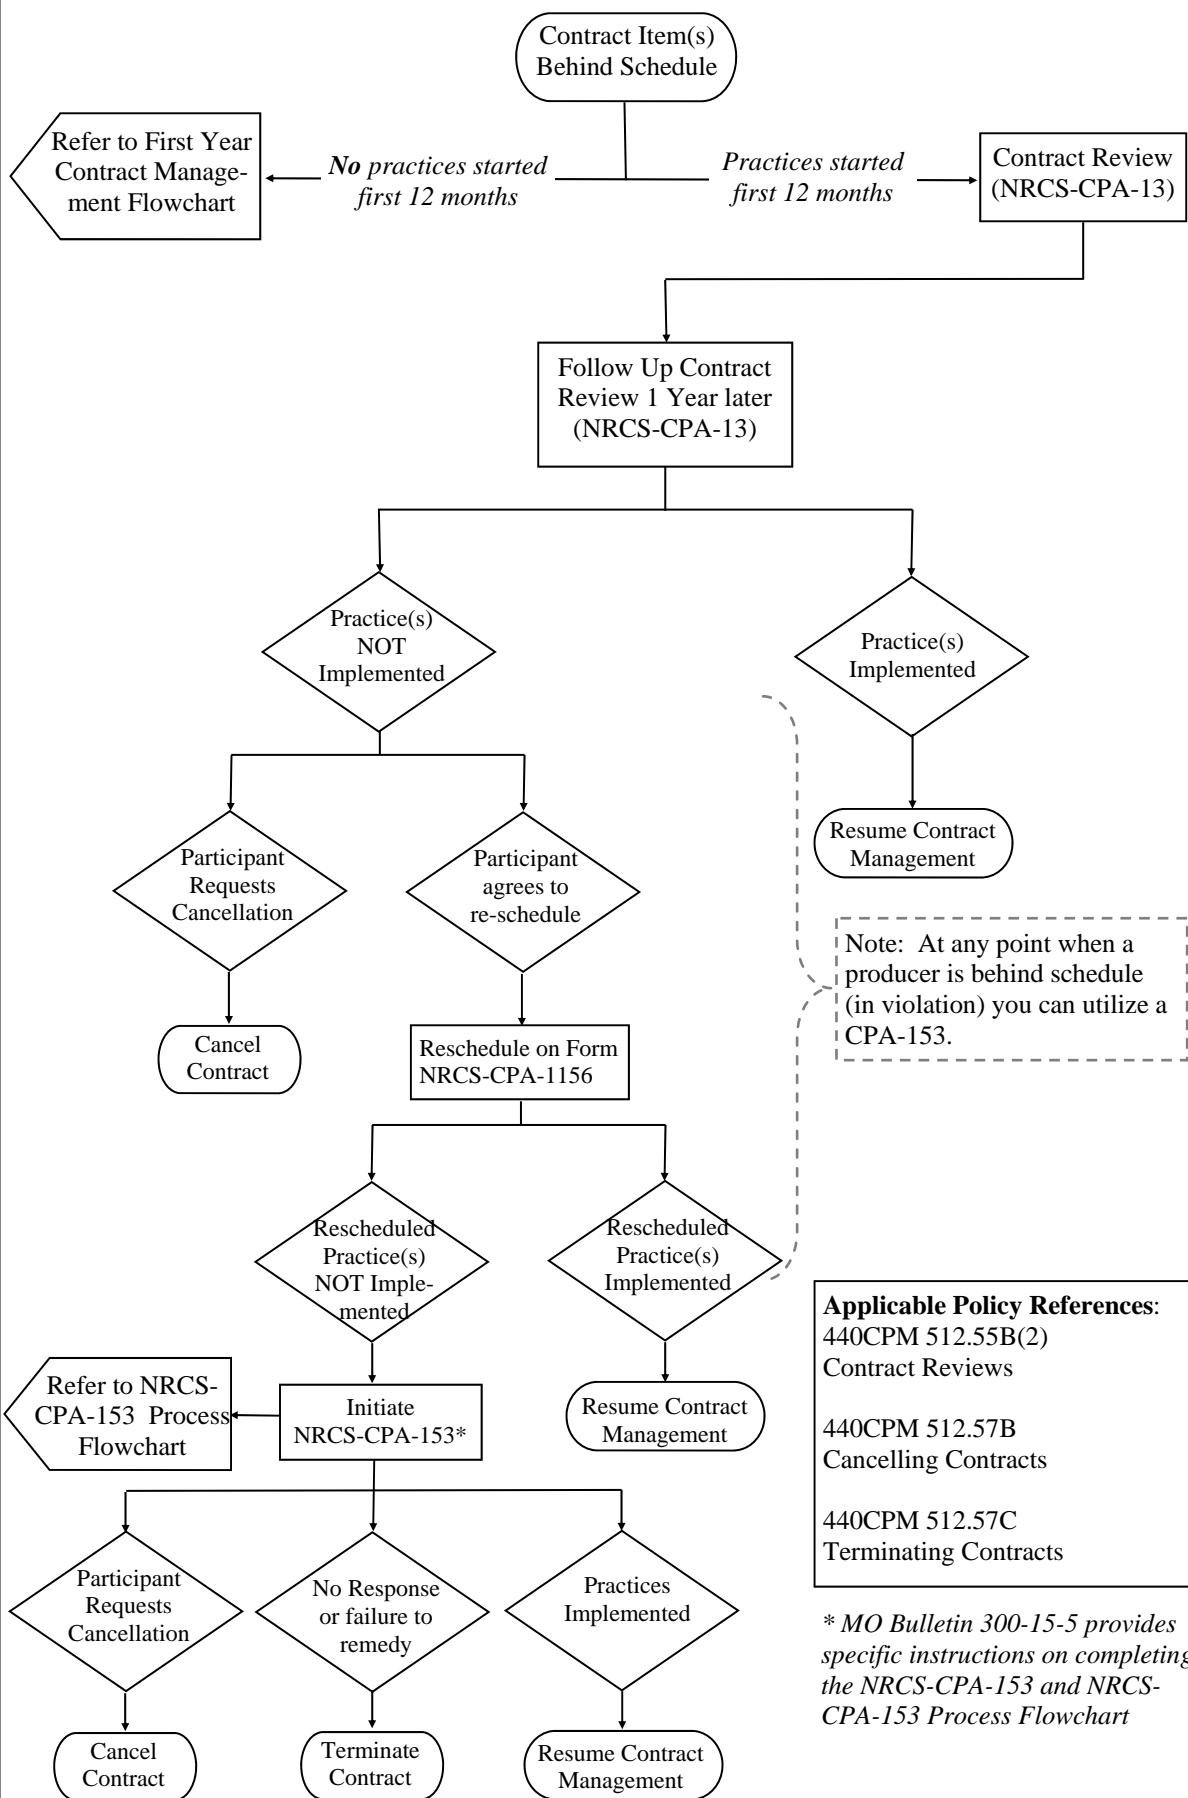 Contract Item(s)
Behind Schedule
Refer to First Year
Contract Manage-
ment Flowchart
No practices started
first 12 months
Practices started
first 12 months
Contract Review
(NRCS-CPA-13)
Follow Up Contract
Review 1 Year later
(NRCS-CPA-13)
Practice(s)
NOT
Implemented
Practice(s)
Implemented
Participant
Requests
Cancellation
Participant
agrees to
re-schedule
Resume Contract
Management
Note:  At any point when a
producer is behind schedule
(in violation) you can utilize a
CPA-153.
Cancel
Contract
Reschedule on Form
NRCS-CPA-1156
Rescheduled
Practice(s)
NOT Imple-
mented
Rescheduled
Practice(s)
Implemented
Applicable Policy References:
440CPM 512.55B(2)
Contract Reviews
440CPM 512.57B
Cancelling Contracts
440CPM 512.57C
Terminating Contracts
Refer to NRCS-
CPA-153  Process
Flowchart
Initiate
NRCS-CPA-153*
Resume Contract
Management
Participant
Requests
Cancellation
No Response
or failure to
remedy
Practices
Implemented
* MO Bulletin 300-15-5 provides
specific instructions on completing
the NRCS-CPA-153 and NRCS-
CPA-153 Process Flowchart
Cancel
Contract
Terminate
Contract
Resume Contract
Management